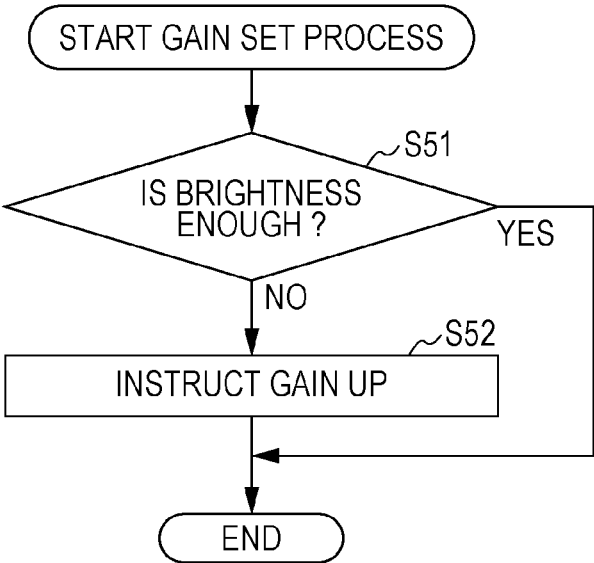 START GAIN SET PROCESS
S51
IS BRIGHTNESS
ENOUGH ?
YES
NO
S52
INSTRUCT GAIN UP
END